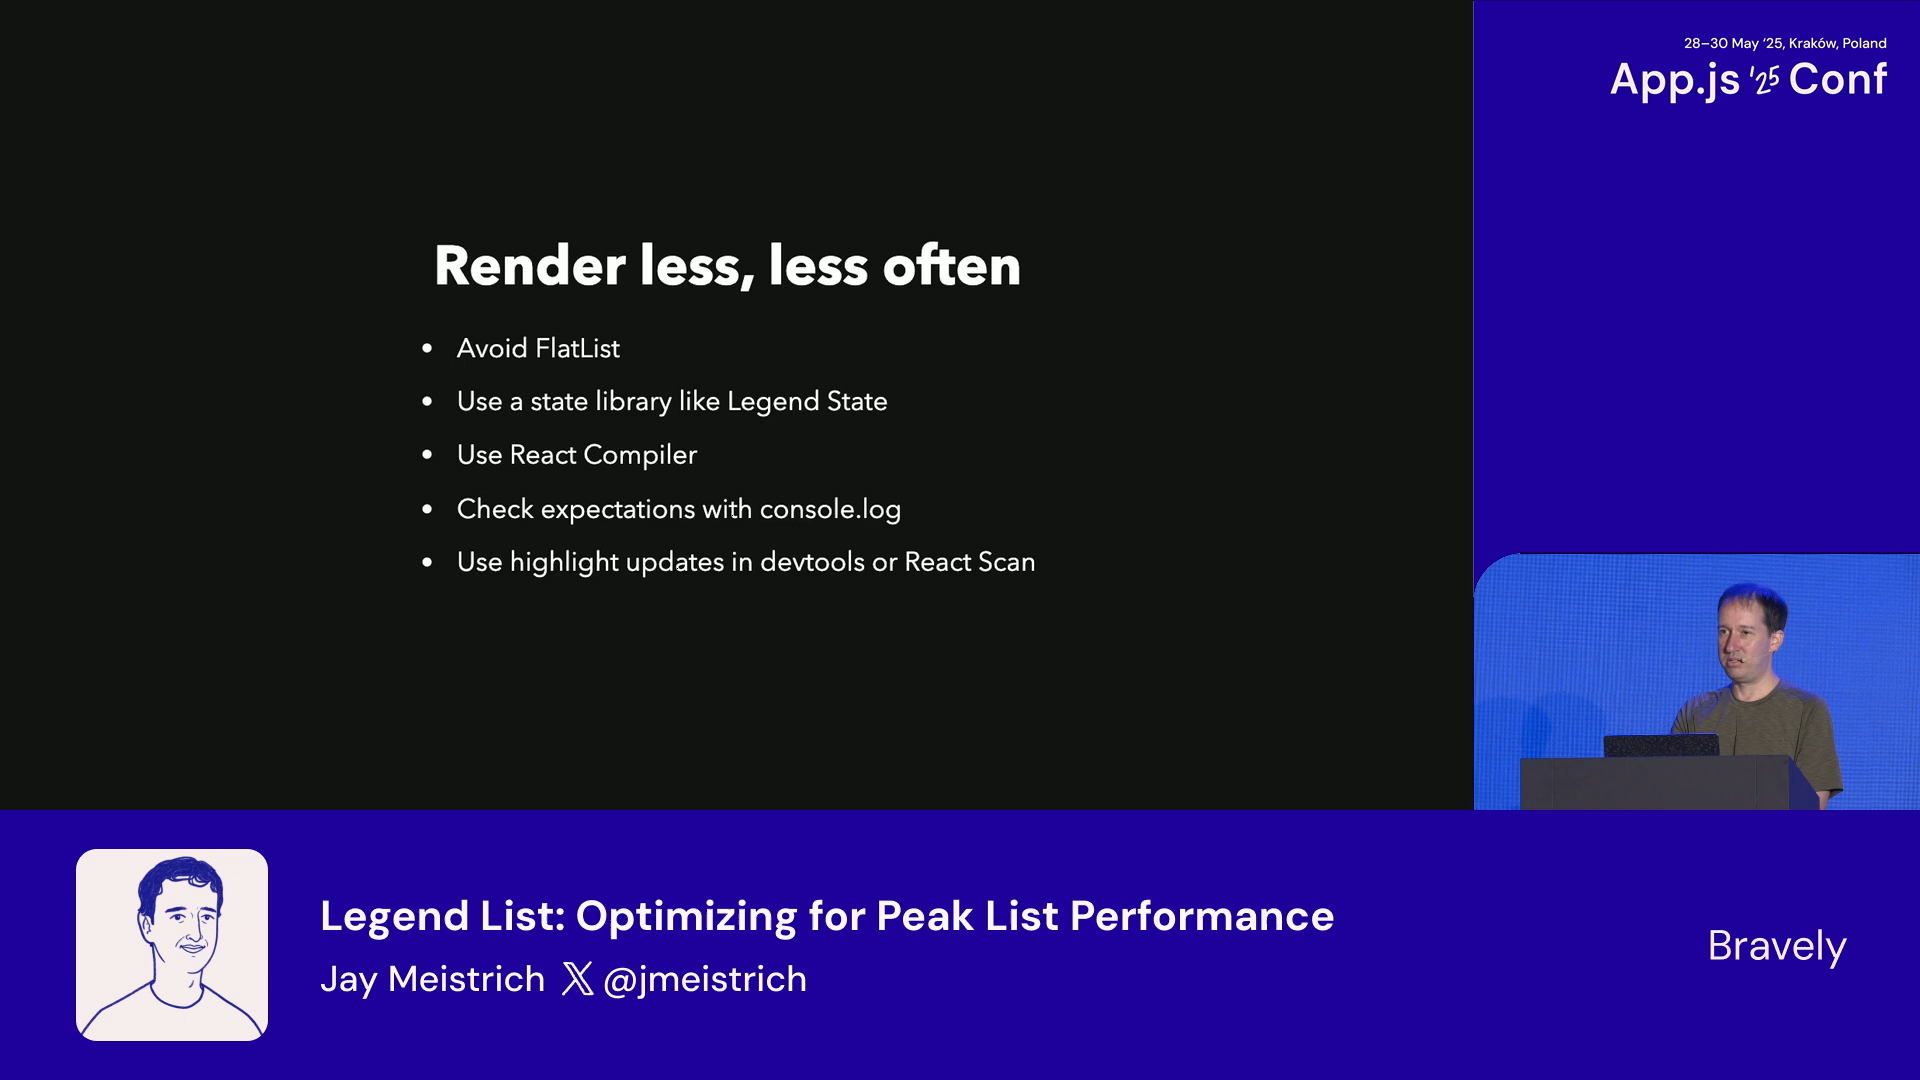 28–30 May '25, Kraków, Poland
App.js '25 Conf
Render less, less often
• Avoid FlatList
• Use a state library like Legend State
• Use React Compiler
• Check expectations with console.log
• Use highlight updates in devtools or React Scan
Legend List: Optimizing for Peak List Performance
Jay Meistrich 𝕏 @jmeistrich
Bravely